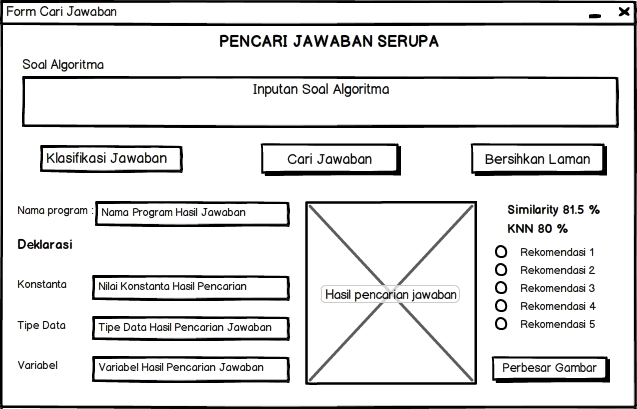 Form Cari Jawaban
PENCARI JAWABAN SERUPA
Soal Algoritma
Inputan Soal Algoritma
Klasifikasi Jawaban
Cari Jawaban
Bersihkan Laman
Nama program :
Nama Program Hasil Jawaban
Deklarasi
Konstanta
Nilai Konstanta Hasil Pencarian
Tipe Data
Tipe Data Hasil Pencarian Jawaban
Variabel
Variabel Hasil Pencarian Jawaban
Hasil pencarian jawaban
Similarity 81.5 %
KNN 80 %
Rekomendasi 1
Rekomendasi 2
Rekomendasi 3
Rekomendasi 4
Rekomendasi 5
Perbesar Gambar